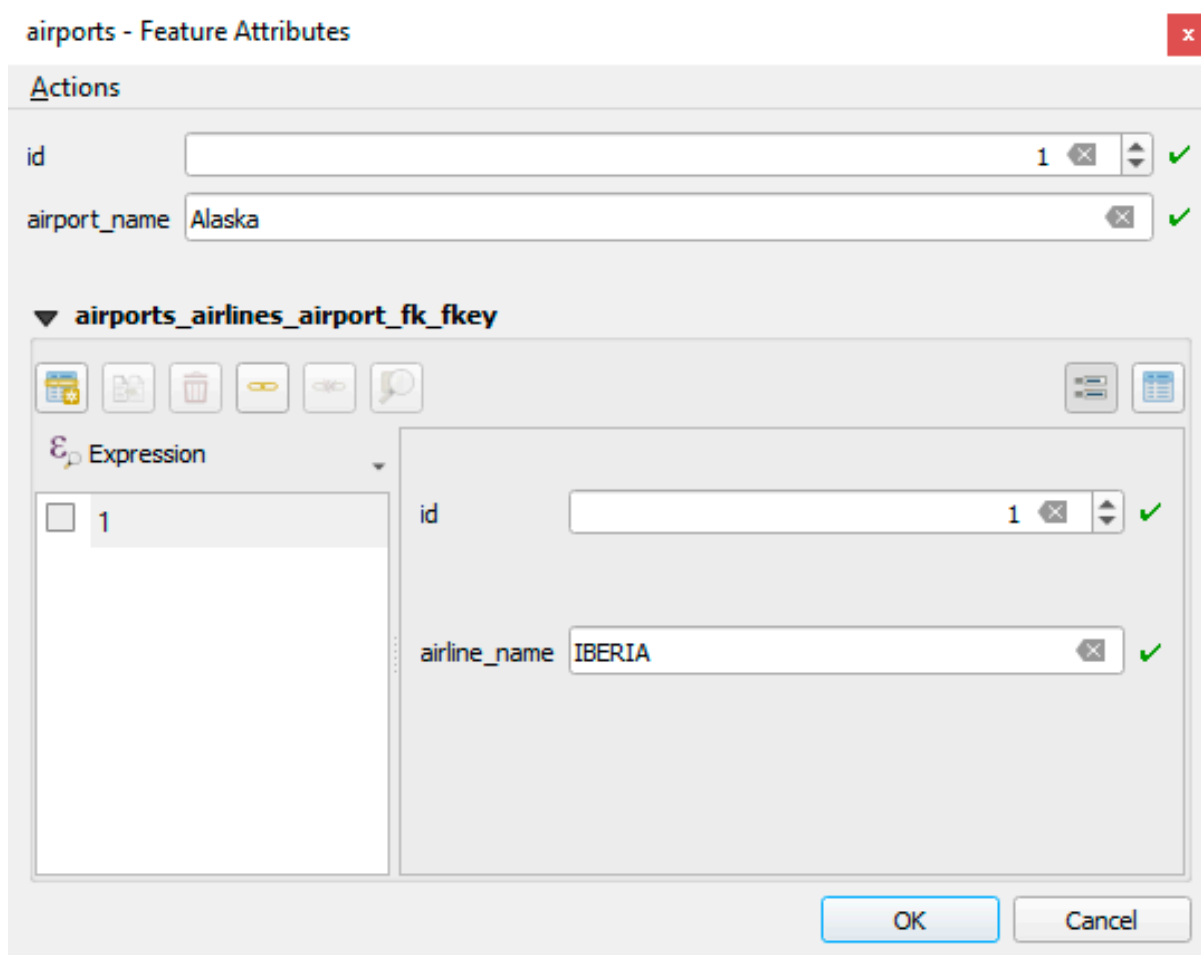 airports - Feature Attributes
x
Actions
id 1
airport_name Alaska
airports_airlines_airport_fk_fkey
ε Expression
1
id 1
airline_name IBERIA
OK Cancel